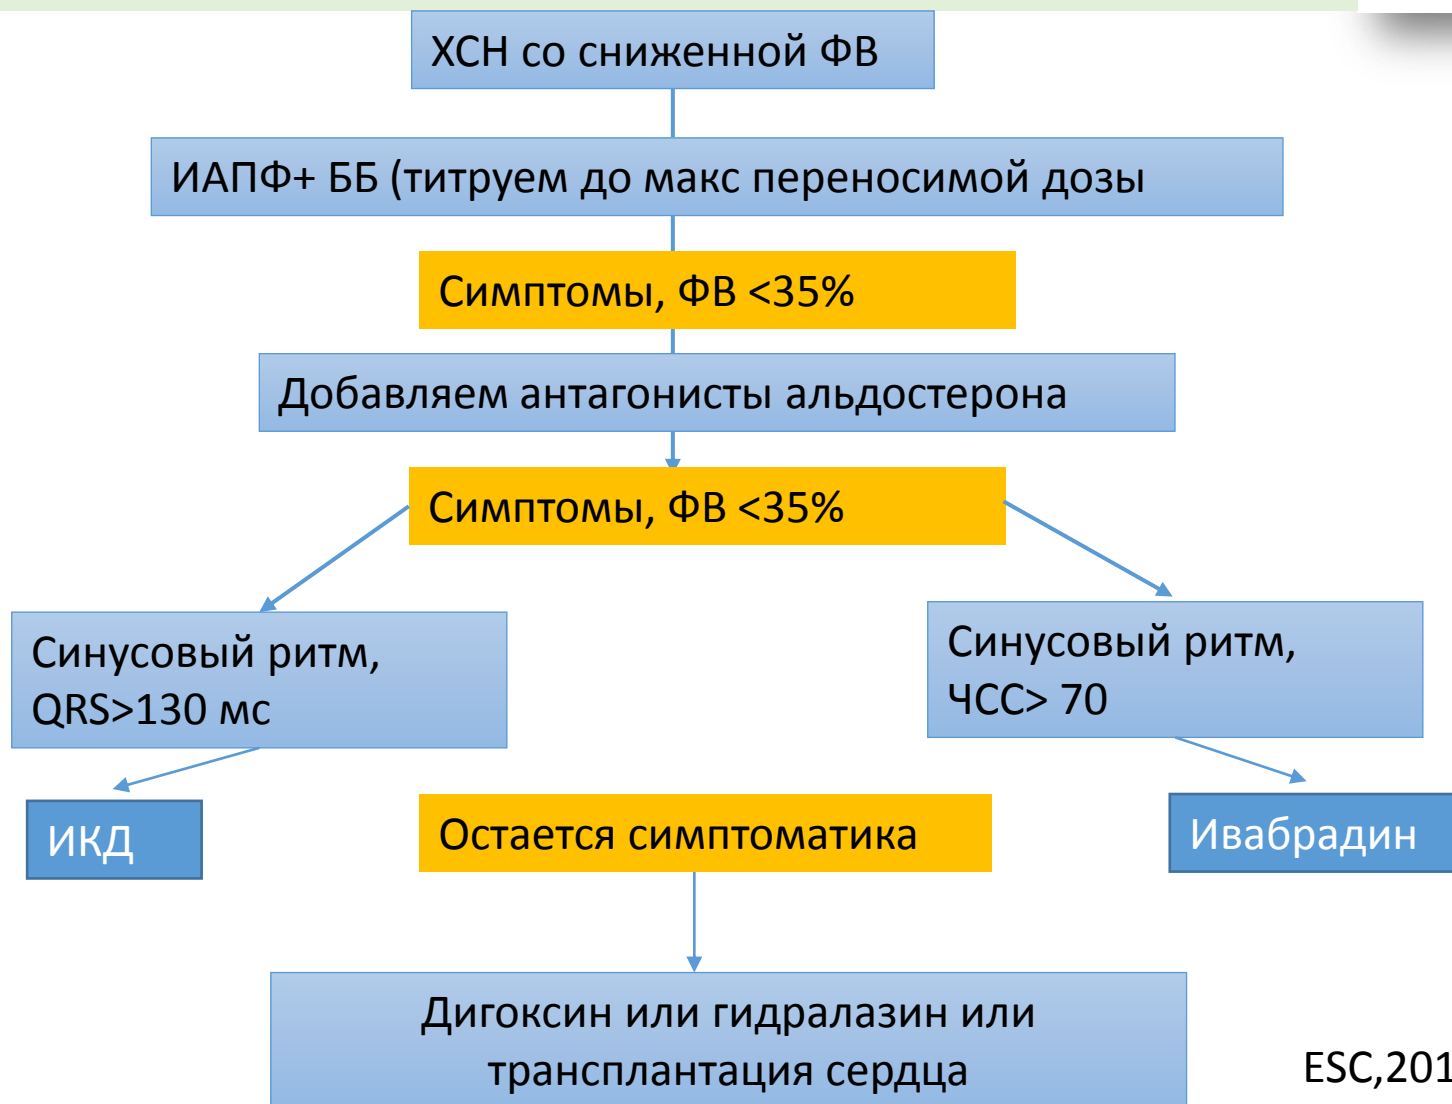 ХСН со сниженной ФВ
ИАПФ+ ББ (титруем до макс переносимой дозы
Симптомы, ФВ <35%
Добавляем антагонисты альдостерона
Симптомы, ФВ <35%
Синусовый ритм,
QRS>130 мс
Синусовый ритм,
ЧСС> 70
ИКД
Остается симптоматика
Ивабрадин
Дигоксин или гидралазин или
трансплантация сердца
ESC,201